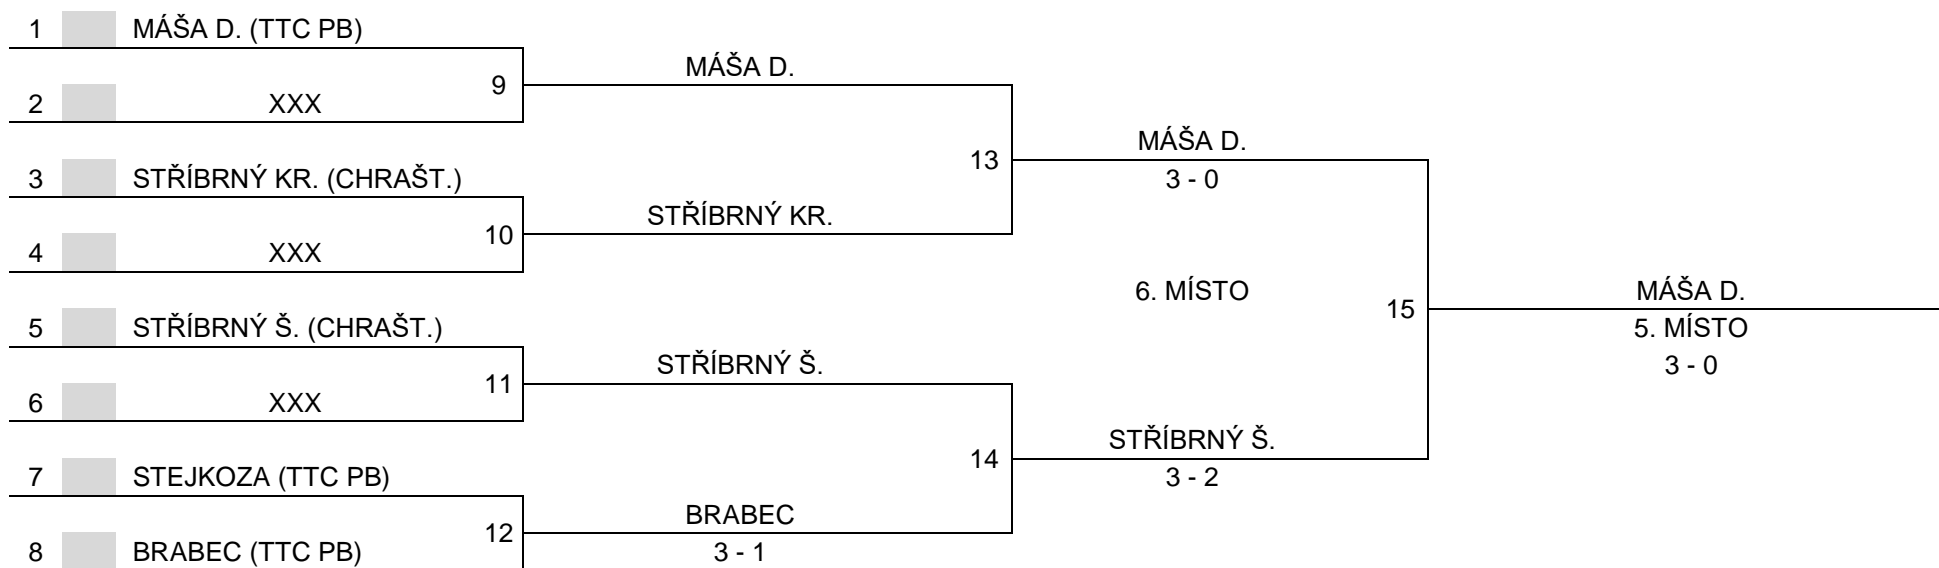 1 MÁŠA D. (TTC PB)
MÁŠA D.
9
2 XXX
MÁŠA D.
13
3 STŘÍBRNÝ KR. (CHRAŠT.)
3 - 0
STŘÍBRNÝ KR.
10
4 XXX
6. MÍSTO
MÁŠA D.
15
5 STŘÍBRNÝ Š. (CHRAŠT.)
5. MÍSTO
STŘÍBRNÝ Š.
3 - 0
11
6 XXX
STŘÍBRNÝ Š.
14
7 STEJKOZA (TTC PB)
3 - 2
BRABEC
12
8 BRABEC (TTC PB)
3 - 1